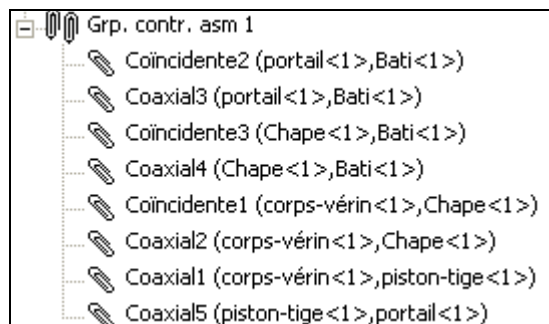 Grp. contr. asm 1
Coïncidente2 (portail<1>,Bati<1>)
Coaxial3 (portail<1>,Bati<1>)
Coïncidente3 (Chape<1>,Bati<1>)
Coaxial4 (Chape<1>,Bati<1>)
Coïncidente1 (corps-vérin<1>,Chape<1>)
Coaxial2 (corps-vérin<1>,Chape<1>)
Coaxial1 (corps-vérin<1>,piston-tige<1>)
Coaxial5 (piston-tige<1>,portail<1>)